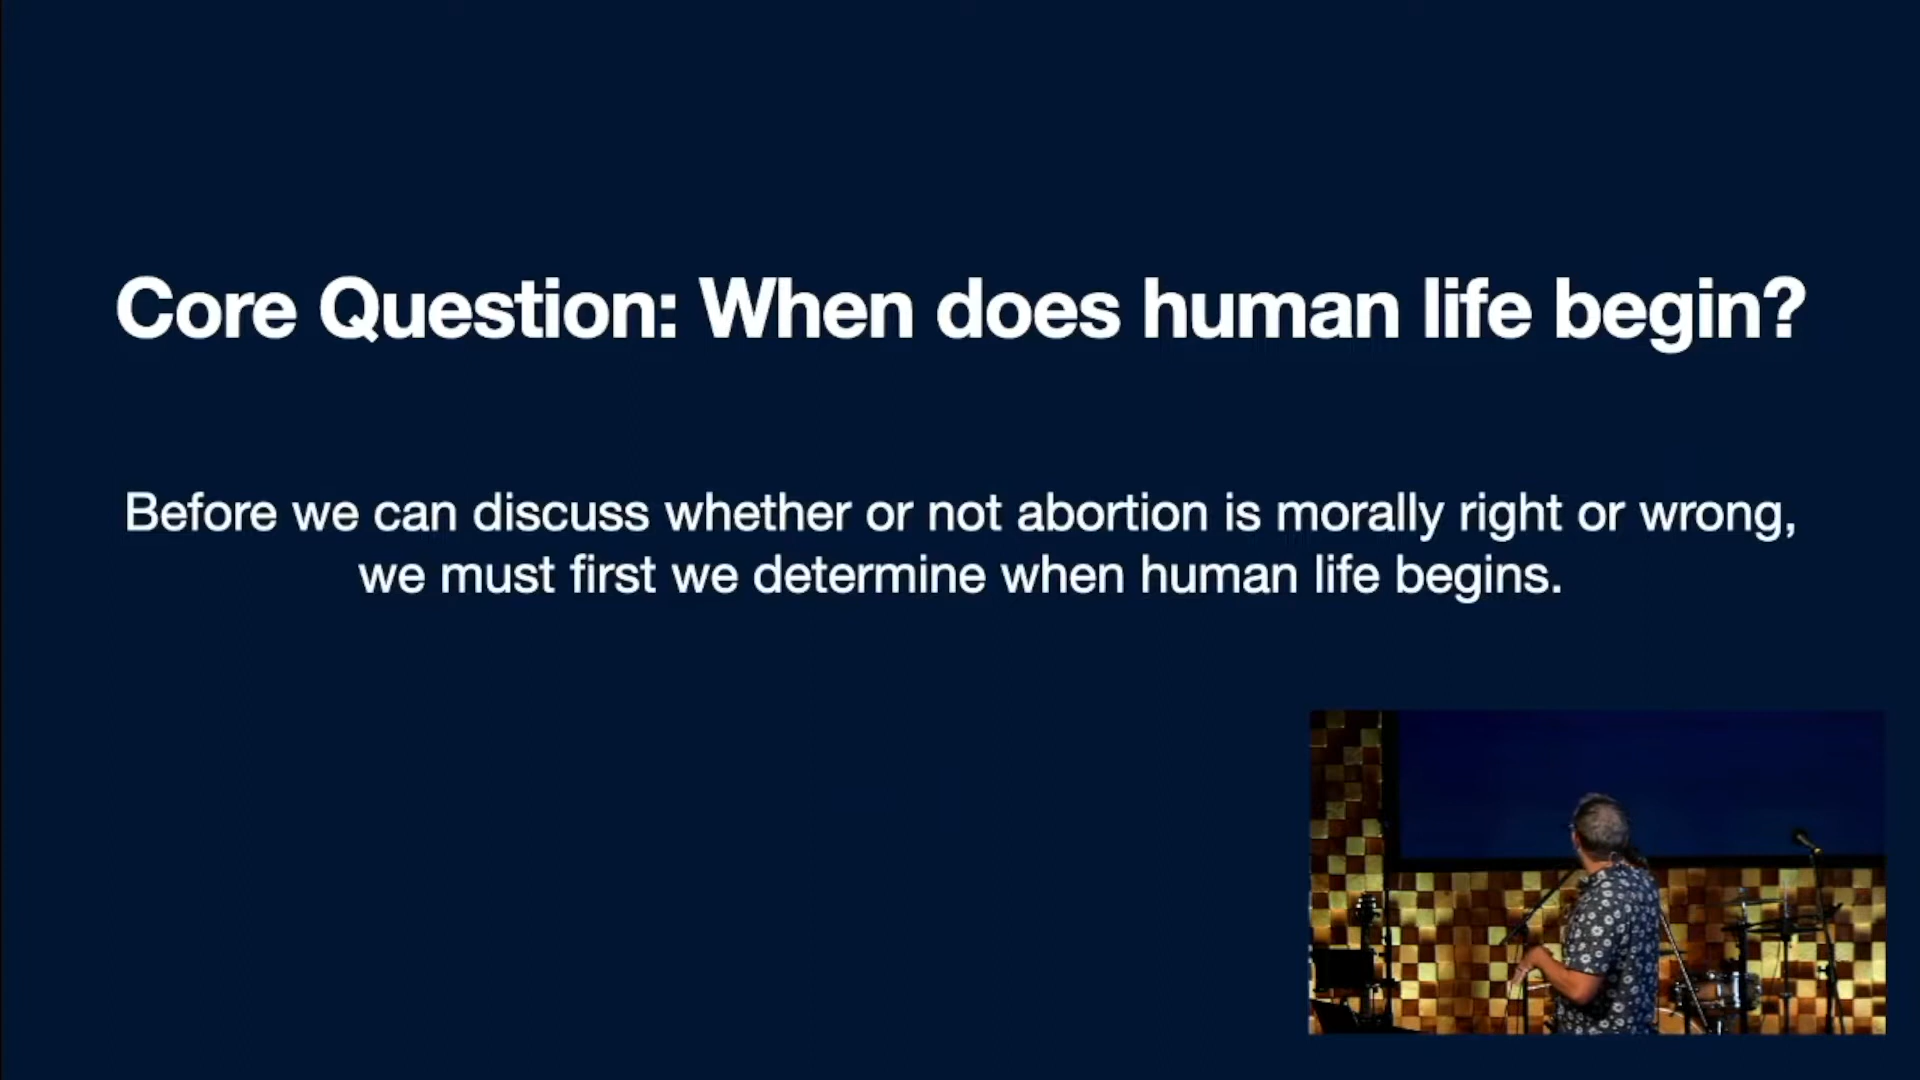 Core Question: When does human life begin?
Before we can discuss whether or not abortion is morally right or wrong,
we must first we determine when human life begins.